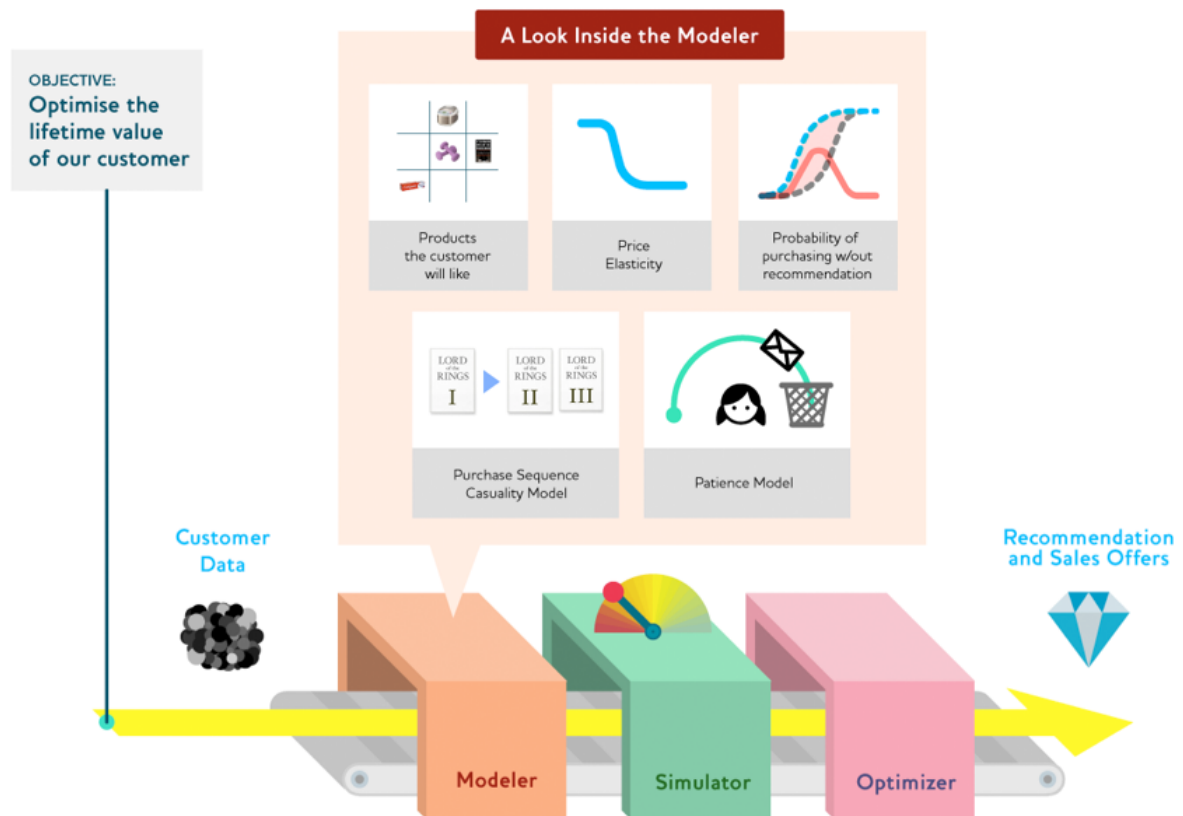 A Look Inside the Modeler
OBJECTIVE:
Optimise the
lifetime value
of our customer
Products
the customer
will like
Price
Elasticity
Probability of
purchasing w/out
recommendation
LORD
of the
RINGS
I
LORD
of the
RINGS
II
LORD
of the
RINGS
III
Purchase Sequence
Casuality Model
Patience Model
Customer
Data
Recommendation
and Sales Offers
Modeler
Simulator
Optimizer